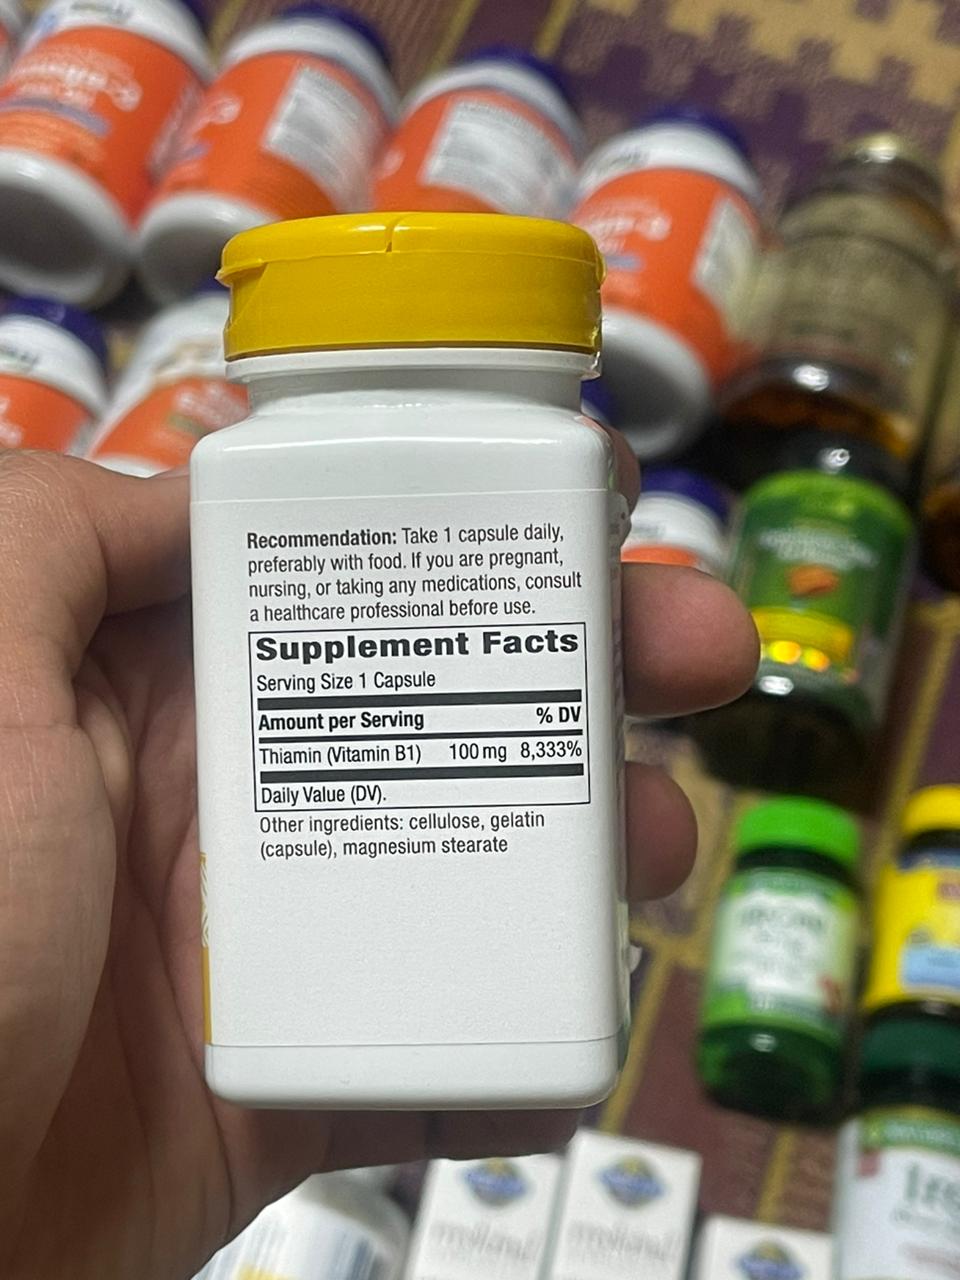 Recommendation: Take 1 capsule daily,
preferably with food. If you are pregnant,
nursing, or taking any medications, consult
a healthcare professional before use.
Supplement Facts
Serving Size 1 Capsule
Amount per Serving % DV
Thiamin (Vitamin B1) 100 mg 8,333%
Daily Value (DV).
Other ingredients: cellulose, gelatin
(capsule), magnesium stearate